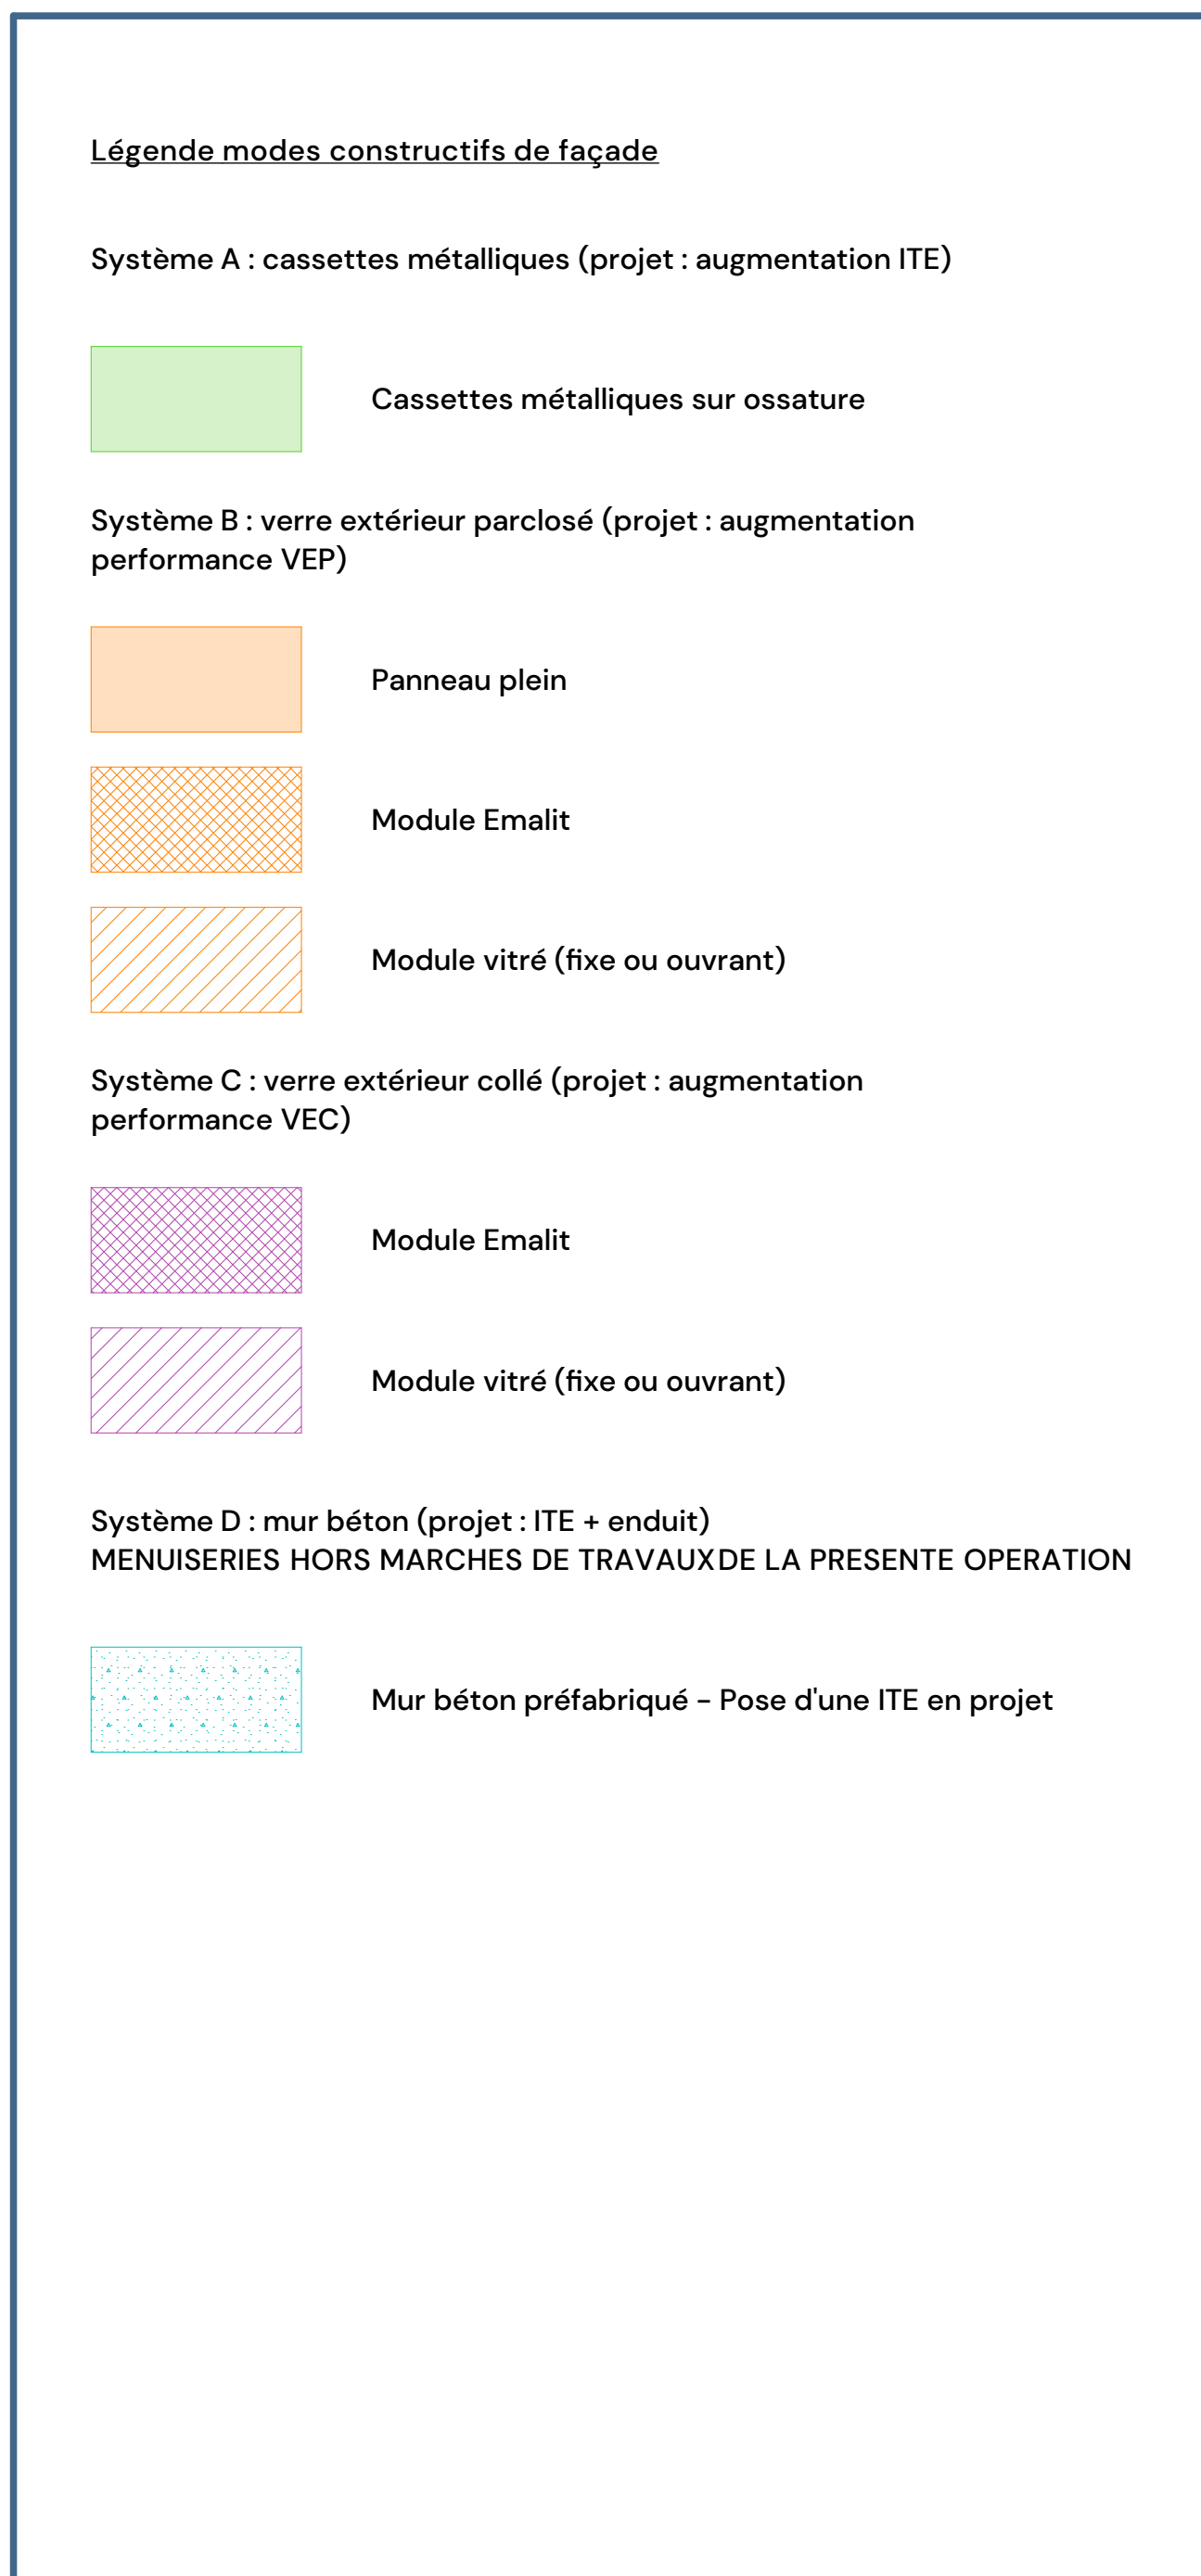 Légende modes constructifs de façade
Système A : cassettes métalliques (projet : augmentation ITE)
Cassettes métalliques sur ossature
Système B : verre extérieur parclosé (projet : augmentation
performance VEP)
Panneau plein
Module Emalit
Module vitré (fixe ou ouvrant)
Système C : verre extérieur collé (projet : augmentation
performance VEC)
Module Emalit
Module vitré (fixe ou ouvrant)
Système D : mur béton (projet : ITE + enduit)
MENUISERIES HORS MARCHES DE TRAVAUXDE LA PRESENTE OPERATION
Mur béton préfabriqué - Pose d'une ITE en projet